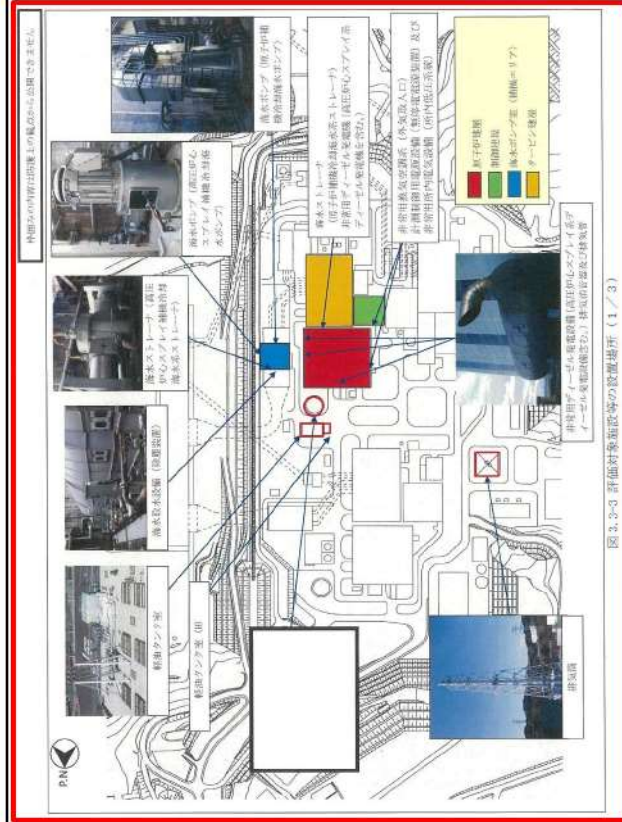 枠囲みの内容は防護上の観点から公開できません
P.N
軽油タンク室
軽油タンク室(H)
海水取水設備(除塵装置)
海水ストレーナ(高圧
炉心スプレイ補機冷却
海水系ストレーナ)
海水ポンプ(高圧炉心
スプレイ補機冷却海
水ポンプ)
海水ポンプ(原子炉補
機冷却海水ポンプ)
海水ストレーナ
(原子炉補機冷却海水系ストレーナ)
非常用ディーゼル発電機(高圧炉心スプレイ系
ディーゼル発電機を含む。)
非常用換気空調系(外気取入口)
計測制御用電源設備(無停電電源装置)及び
非常用所内電気設備(所内低圧系統)
原子炉建屋
制御建屋
海水ポンプ室(補機エリア)
タービン建屋
排気筒
非常用ディーゼル発電設備(高圧炉心スプレイ系デ
ィーゼル発電設備含む。)排気消音器及び排気管
図 3.3-3 評価対象施設等の設置場所(1/3)